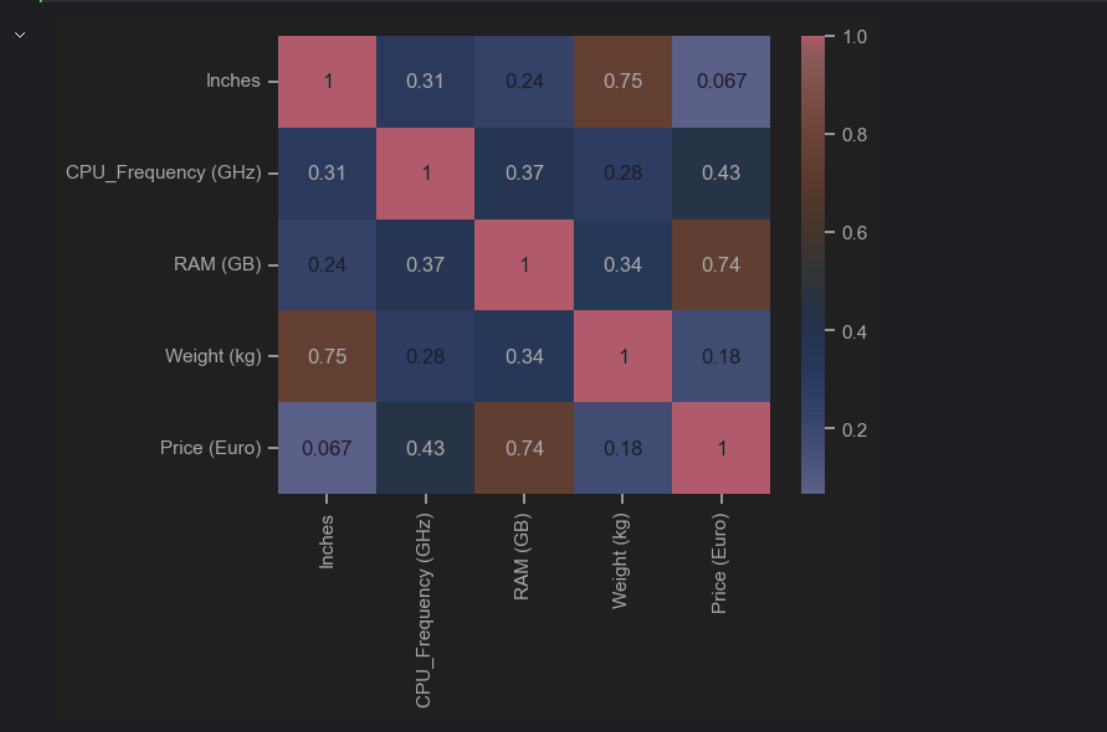 Inches 1 0.31 0.24 0.75 0.067
CPU_Frequency (GHz) 0.31 1 0.37 0.28 0.43
RAM (GB) 0.24 0.37 1 0.34 0.74
Weight (kg) 0.75 0.28 0.34 1 0.18
Price (Euro) 0.067 0.43 0.74 0.18 1
Inches
CPU_Frequency (GHz)
RAM (GB)
Weight (kg)
Price (Euro)
1.0
0.8
0.6
0.4
0.2